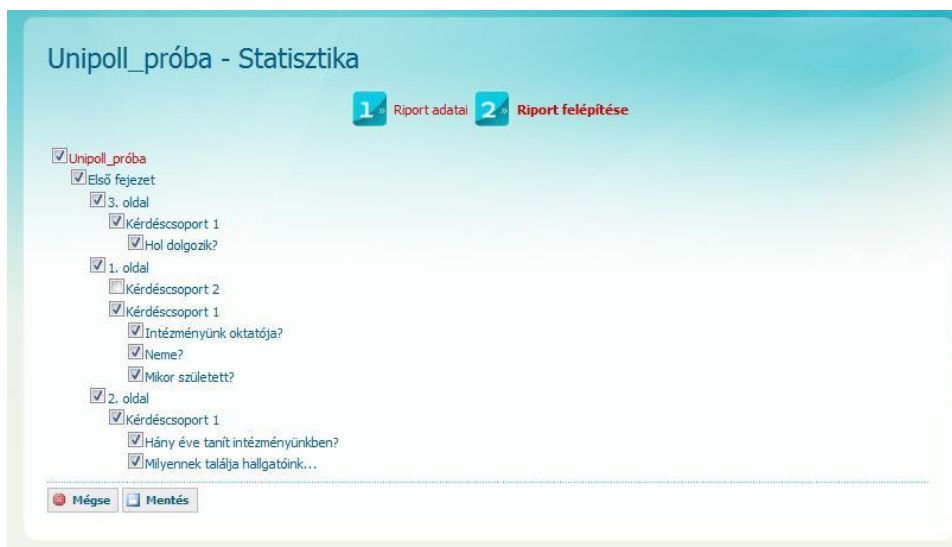 Unipoll_próba - Statisztika
1 » Riport adatai 2 » Riport felépítése
Unipoll_próba
Első fejezet
3. oldal
Kérdéscsoport 1
Hol dolgozik?
1. oldal
Kérdéscsoport 2
Kérdéscsoport 1
Intézményünk oktatója?
Neme?
Mikor született?
2. oldal
Kérdéscsoport 1
Hány éve tanít intézményünkben?
Milyennek találja hallgatóink...
Mégse Mentés